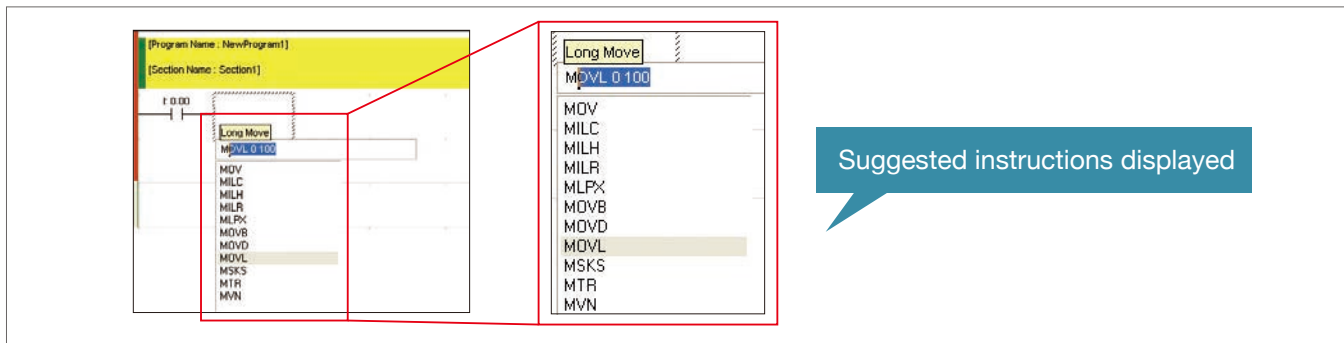 [Program Name : NewProgram1]
[Section Name : Section1]
I: 0.00
Long Move
MOVL 0 100
MOV
MILC
MILH
MILR
MLPX
MOVB
MOVD
MOVL
MSKS
MTR
MVN
Long Move
MOVL 0 100
MOV
MILC
MILH
MILR
MLPX
MOVB
MOVD
MOVL
MSKS
MTR
MVN
Suggested instructions displayed